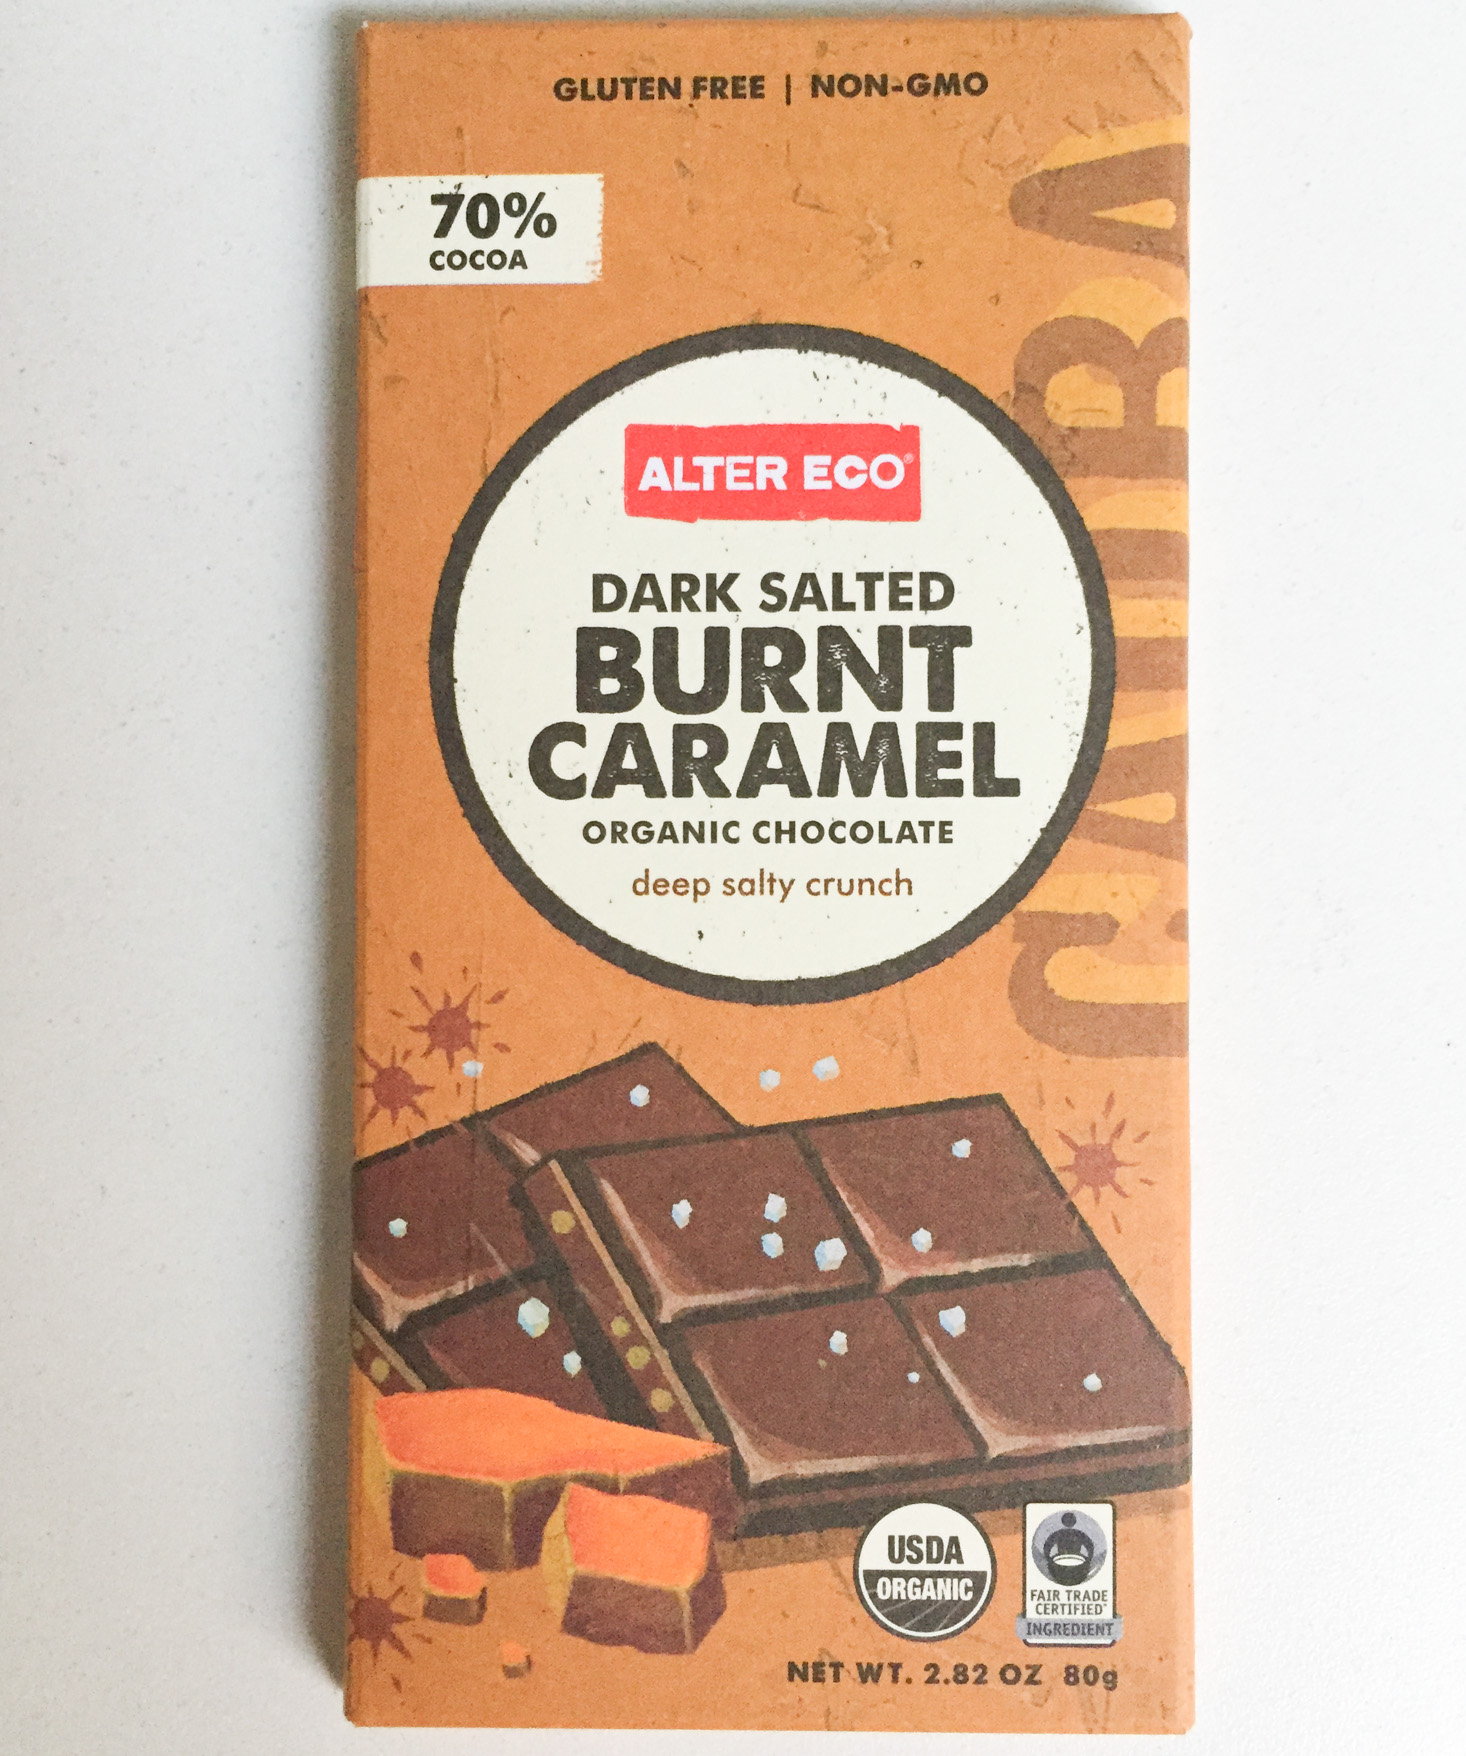 GLUTEN FREE | NON-GMO
70%
COCOA
ALTER ECO®
DARK SALTED
BURNT
CARAMEL
ORGANIC CHOCOLATE
deep salty crunch
USDA
ORGANIC
FAIR TRADE
CERTIFIED™
INGREDIENT
NET WT. 2.82 OZ 80g